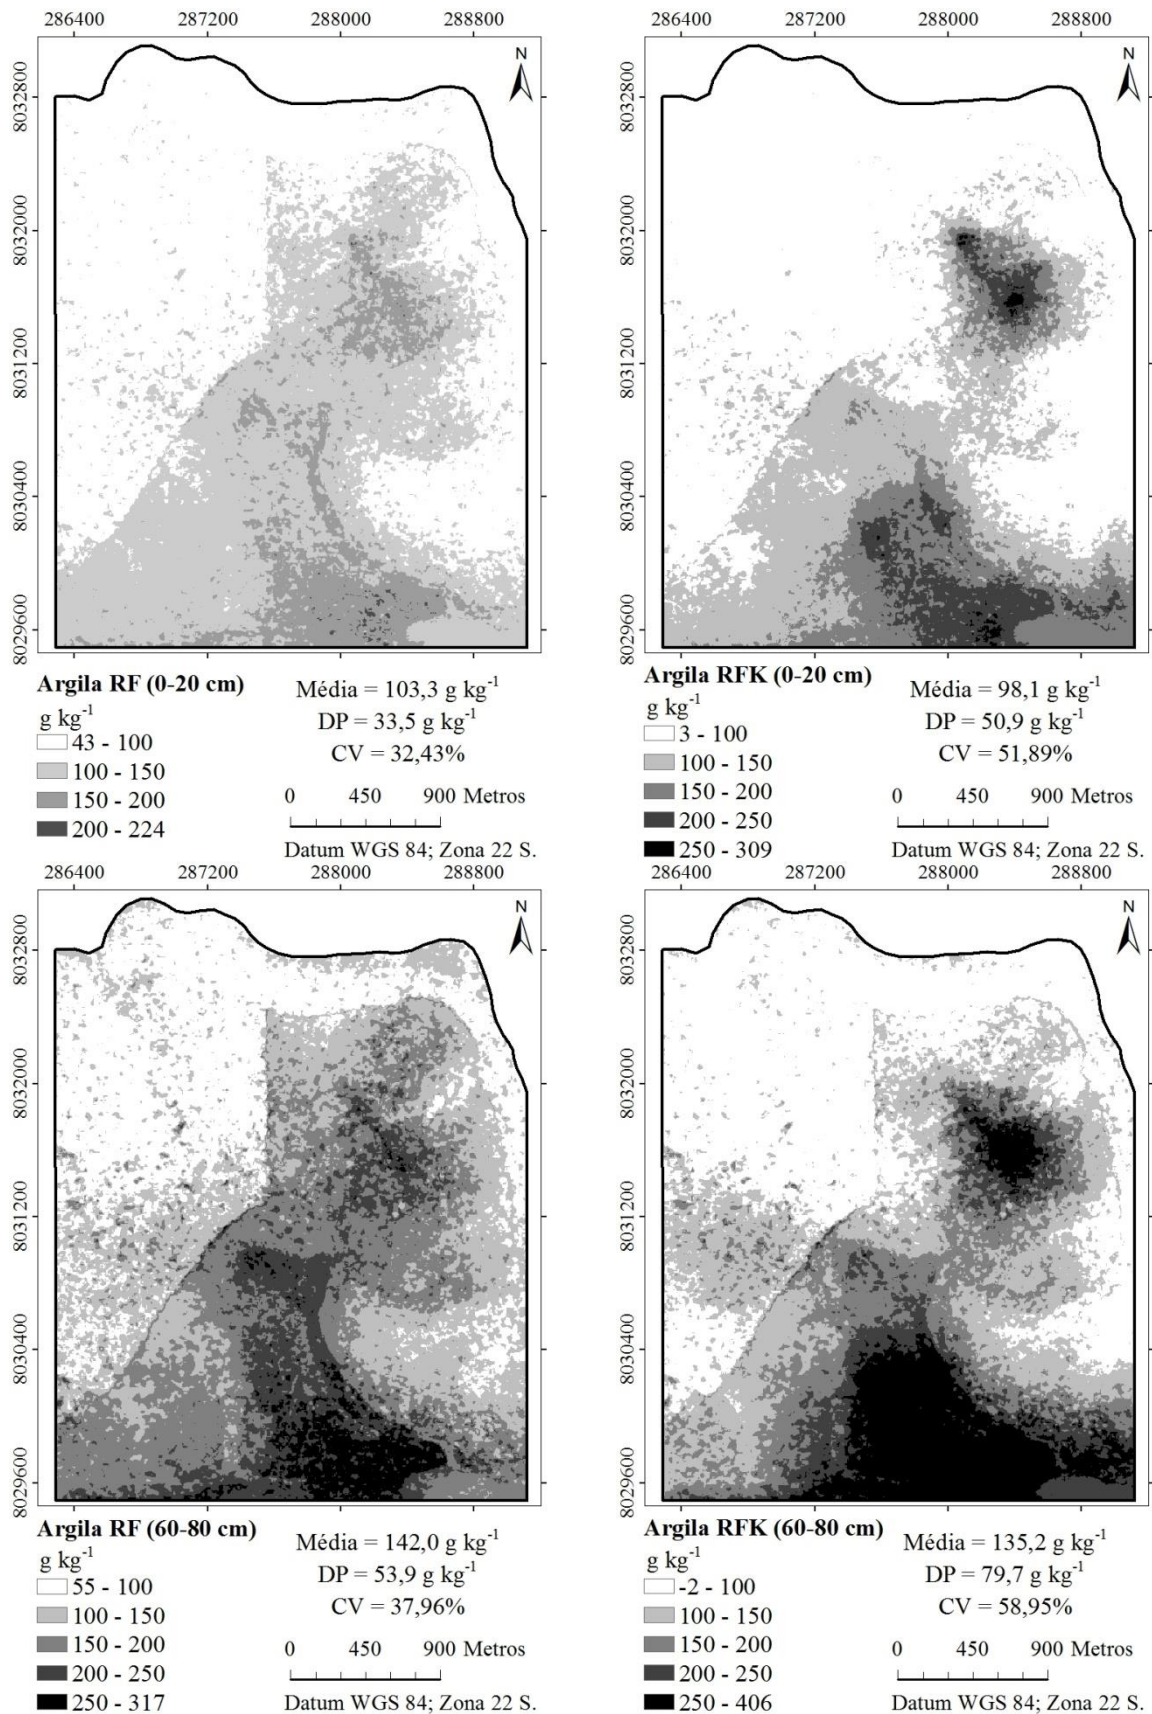 286400 287200 288000 288800
286400 287200 288000 288800
N
N
8032800
8032000
8031200
8030400
8029600
8032800
8032000
8031200
8030400
8029600
Argila RF (0-20 cm)
g kg-1
43 - 100
100 - 150
150 - 200
200 - 224
Média = 103,3 g kg-1
DP = 33,5 g kg-1
CV = 32,43%
0 450 900 Metros
Datum WGS 84; Zona 22 S.
Argila RFK (0-20 cm)
g kg-1
3 - 100
100 - 150
150 - 200
200 - 250
250 - 309
Média = 98,1 g kg-1
DP = 50,9 g kg-1
CV = 51,89%
0 450 900 Metros
Datum WGS 84; Zona 22 S.
286400 287200 288000 288800
286400 287200 288000 288800
N
N
8032800
8032000
8031200
8030400
8029600
8032800
8032000
8031200
8030400
8029600
Argila RF (60-80 cm)
g kg-1
55 - 100
100 - 150
150 - 200
200 - 250
250 - 317
Média = 142,0 g kg-1
DP = 53,9 g kg-1
CV = 37,96%
0 450 900 Metros
Datum WGS 84; Zona 22 S.
Argila RFK (60-80 cm)
g kg-1
-2 - 100
100 - 150
150 - 200
200 - 250
250 - 406
Média = 135,2 g kg-1
DP = 79,7 g kg-1
CV = 58,95%
0 450 900 Metros
Datum WGS 84; Zona 22 S.